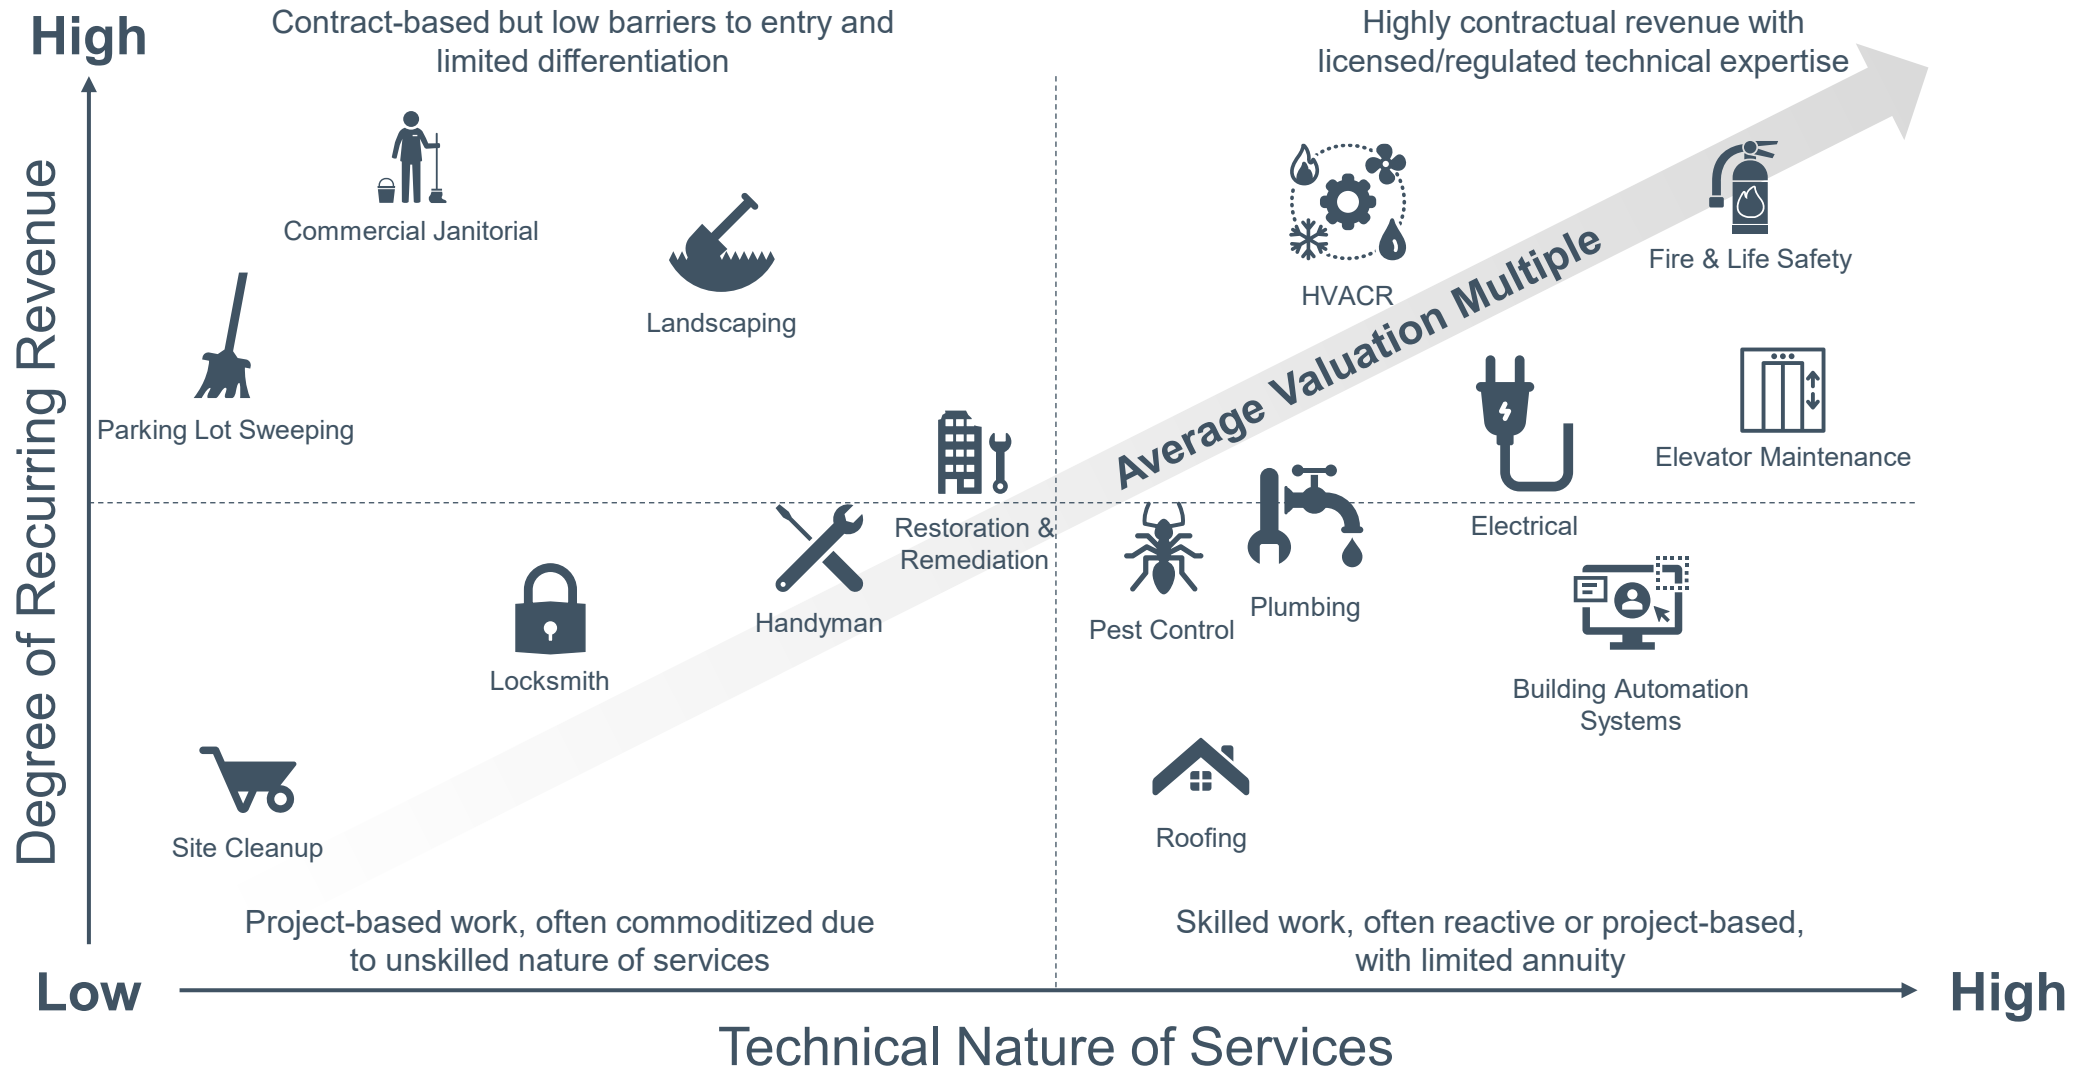 High
Contract-based but low barriers to entry and
limited differentiation
Highly contractual revenue with
licensed/regulated technical expertise
Degree of Recurring Revenue
Commercial Janitorial
Landscaping
Parking Lot Sweeping
HVACR
Fire & Life Safety
Average Valuation Multiple
Elevator Maintenance
Electrical
Restoration &
Remediation
Handyman
Locksmith
Site Cleanup
Pest Control
Plumbing
Building Automation
Systems
Roofing
Project-based work, often commoditized due
to unskilled nature of services
Skilled work, often reactive or project-based,
with limited annuity
Low
High
Technical Nature of Services